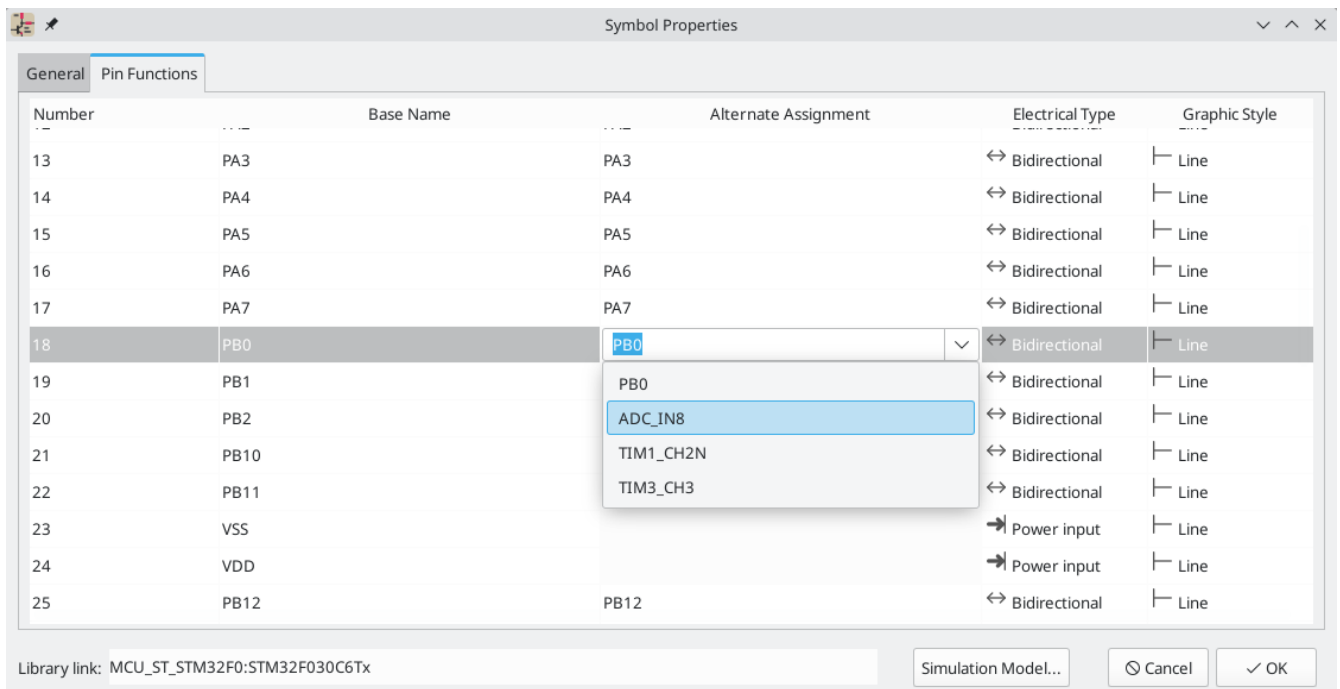 Symbol Properties
General Pin Functions
Number Base Name Alternate Assignment Electrical Type Graphic Style
13 PA3 PA3 Bidirectional Line
14 PA4 PA4 Bidirectional Line
15 PA5 PA5 Bidirectional Line
16 PA6 PA6 Bidirectional Line
17 PA7 PA7 Bidirectional Line
18 PB0 PB0 Bidirectional Line
19 PB1 PB0 Bidirectional Line
20 PB2 ADC_IN8 Bidirectional Line
21 PB10 TIM1_CH2N Bidirectional Line
22 PB11 TIM3_CH3 Bidirectional Line
23 VSS Power input Line
24 VDD Power input Line
25 PB12 PB12 Bidirectional Line
Library link: MCU_ST_STM32F0:STM32F030C6Tx Simulation Model... Cancel OK